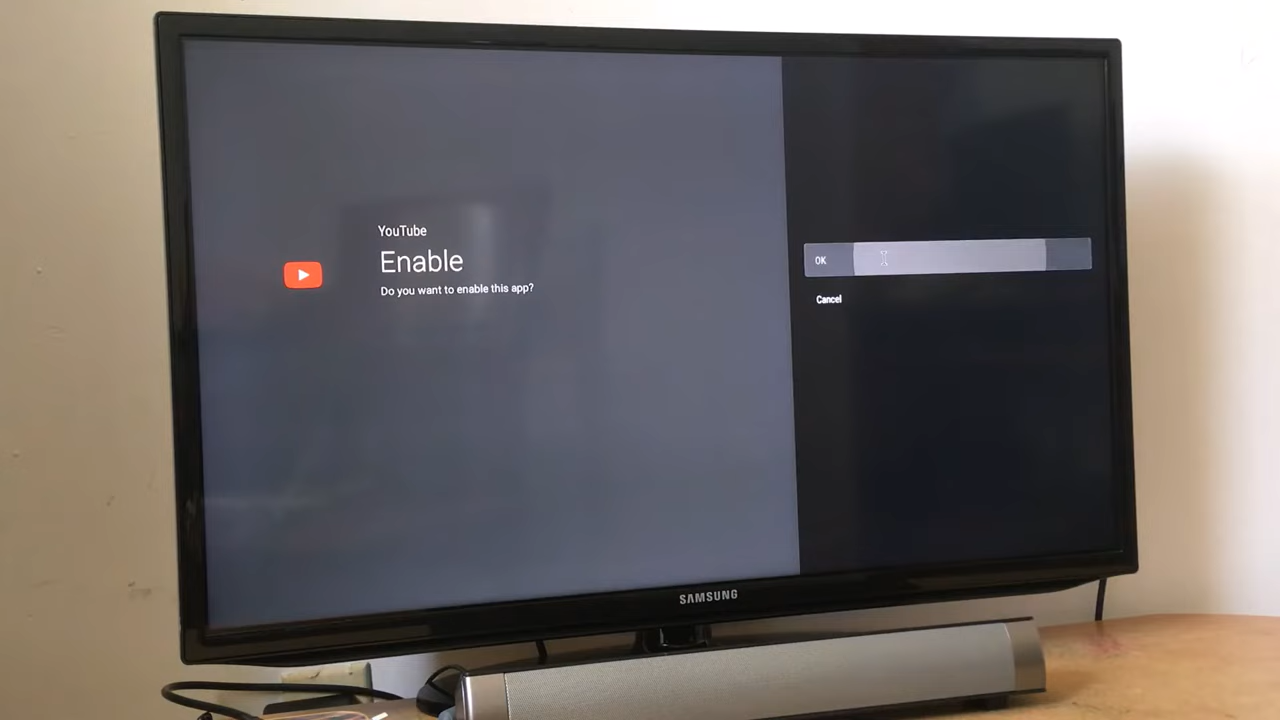 YouTube
Enable
Do you want to enable this app?
OK
Cancel
SAMSUNG